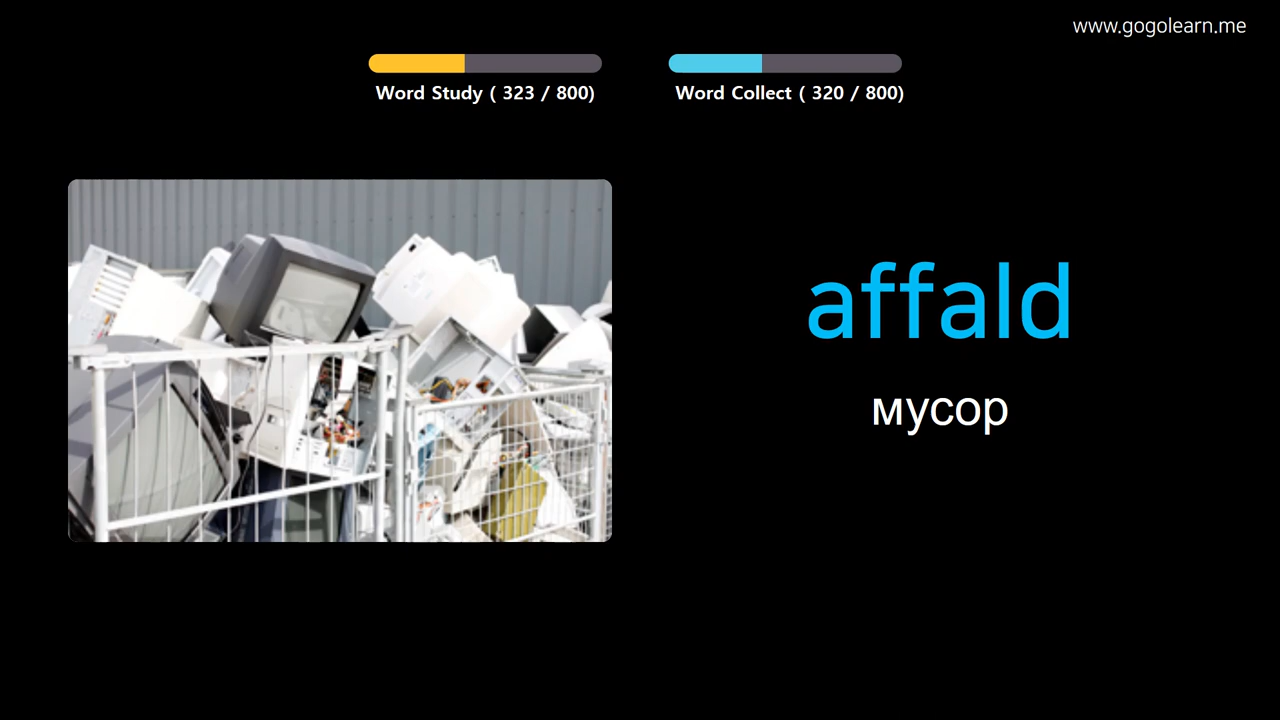 www.gogolearn.me
Word Study ( 323 / 800)
Word Collect ( 320 / 800)
affald
мусор